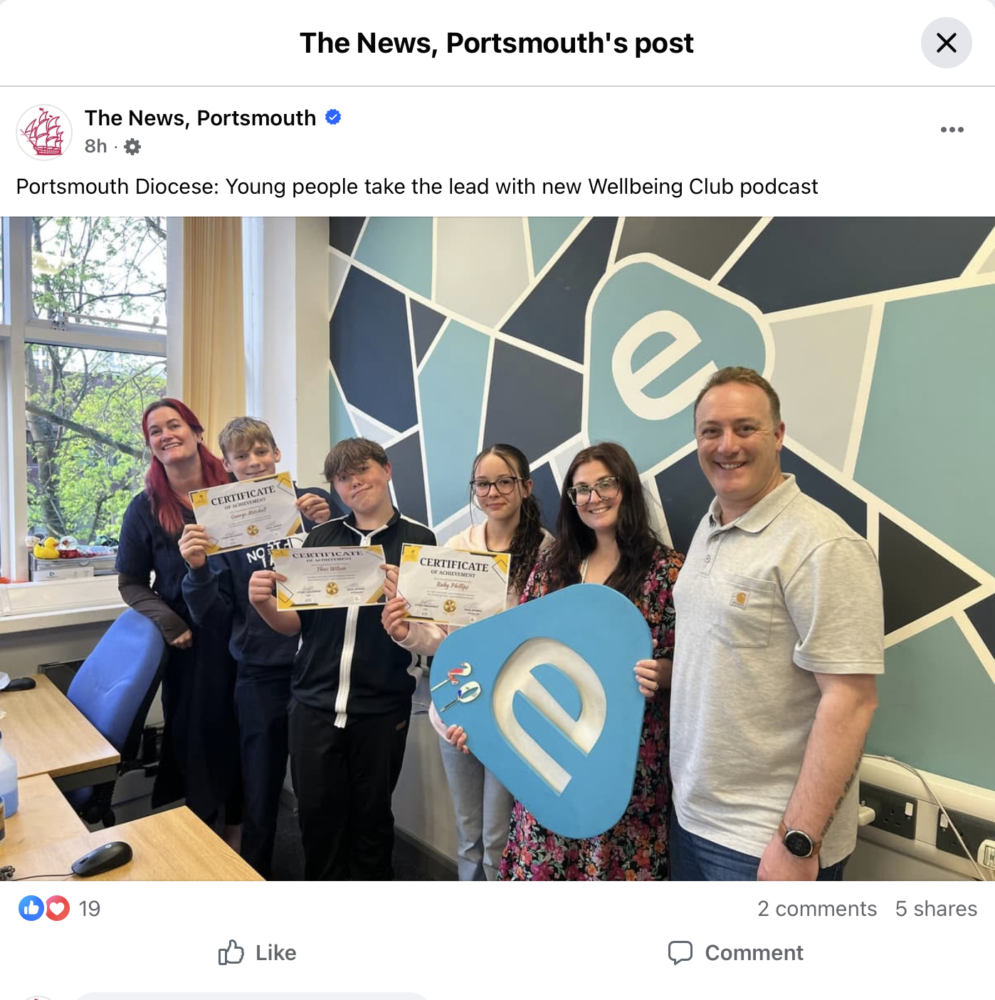 The News, Portsmouth's post
The News, Portsmouth
8h ·
Portsmouth Diocese: Young people take the lead with new Wellbeing Club podcast
e
CERTIFICATE
OF ACHIEVEMENT
George Mitchell
CERTIFICATE
OF ACHIEVEMENT
Theo Wilson
CERTIFICATE
OF ACHIEVEMENT
Ruby Phillips
e
19
2 comments
5 shares
Like
Comment